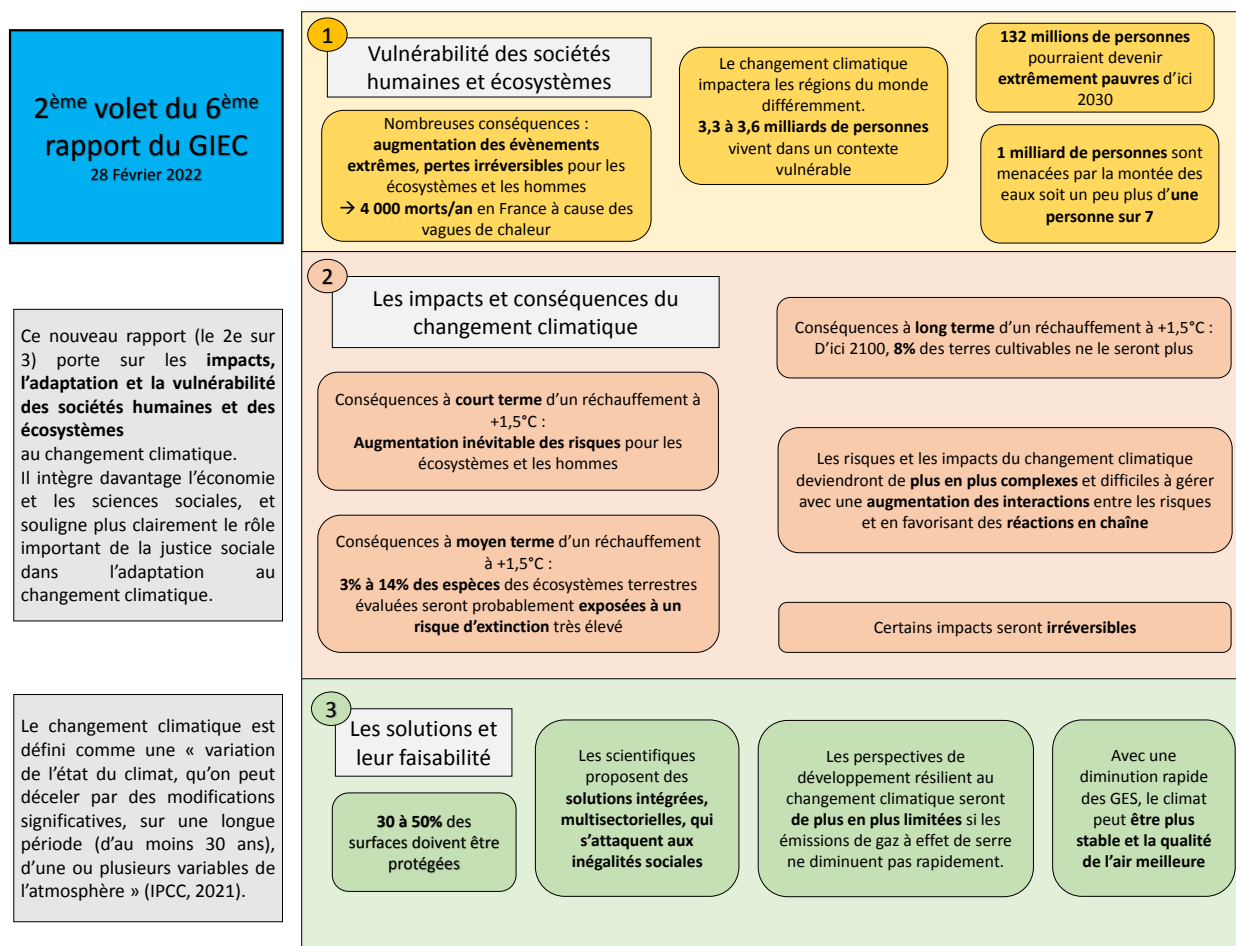 2ème volet du 6ème
rapport du GIEC
28 Février 2022
Ce nouveau rapport (le 2e sur
3) porte sur les impacts,
l’adaptation et la vulnérabilité
des sociétés humaines et des
écosystèmes
au changement climatique.
Il intègre davantage l’économie
et les sciences sociales, et
souligne plus clairement le rôle
important de la justice sociale
dans l’adaptation au
changement climatique.
Le changement climatique est
défini comme une « variation
de l’état du climat, qu’on peut
déceler par des modifications
significatives, sur une longue
période (d’au moins 30 ans),
d’une ou plusieurs variables de
l’atmosphère » (IPCC, 2021).
1
Vulnérabilité des sociétés
humaines et écosystèmes
Nombreuses conséquences :
augmentation des évènements
extrêmes, pertes irréversibles pour les
écosystèmes et les hommes
→ 4 000 morts/an en France à cause des
vagues de chaleur
Le changement climatique
impactera les régions du monde
différemment.
3,3 à 3,6 milliards de personnes
vivent dans un contexte
vulnérable
132 millions de personnes
pourraient devenir
extrêmement pauvres d’ici
2030
1 milliard de personnes sont
menacées par la montée des
eaux soit un peu plus d’une
personne sur 7
2
Les impacts et conséquences du
changement climatique
Conséquences à court terme d’un réchauffement à
+1,5°C :
Augmentation inévitable des risques pour les
écosystèmes et les hommes
Conséquences à moyen terme d’un réchauffement
à +1,5°C :
3% à 14% des espèces des écosystèmes terrestres
évaluées seront probablement exposées à un
risque d’extinction très élevé
Conséquences à long terme d’un réchauffement à +1,5°C :
D’ici 2100, 8% des terres cultivables ne le seront plus
Les risques et les impacts du changement climatique
deviendront de plus en plus complexes et difficiles à gérer
avec une augmentation des interactions entre les risques
et en favorisant des réactions en chaîne
Certains impacts seront irréversibles
3
Les solutions et
leur faisabilité
30 à 50% des
surfaces doivent être
protégées
Les scientifiques
proposent des
solutions intégrées,
multisectorielles, qui
s’attaquent aux
inégalités sociales
Les perspectives de
développement résilient au
changement climatique seront
de plus en plus limitées si les
émissions de gaz à effet de serre
ne diminuent pas rapidement.
Avec une
diminution rapide
des GES, le climat
peut être plus
stable et la qualité
de l’air meilleure